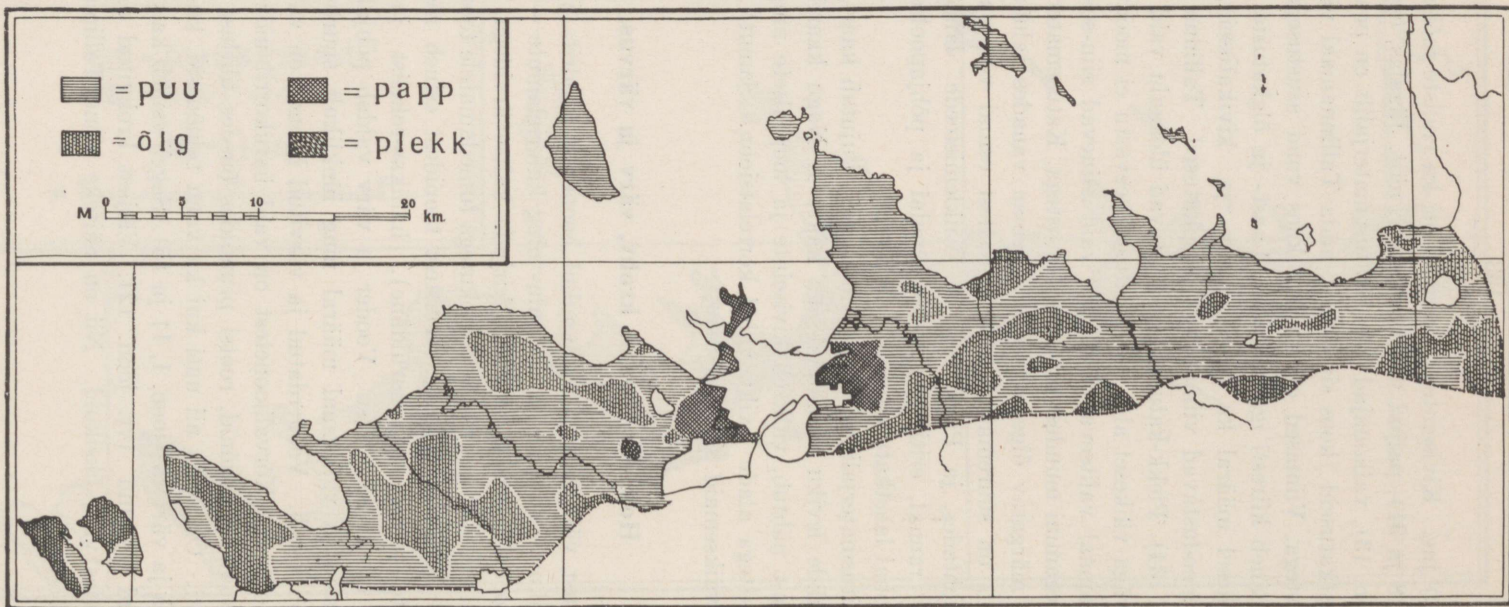 = puu
= papp
= õlg
= plekk
M 0 5 10 20 km.